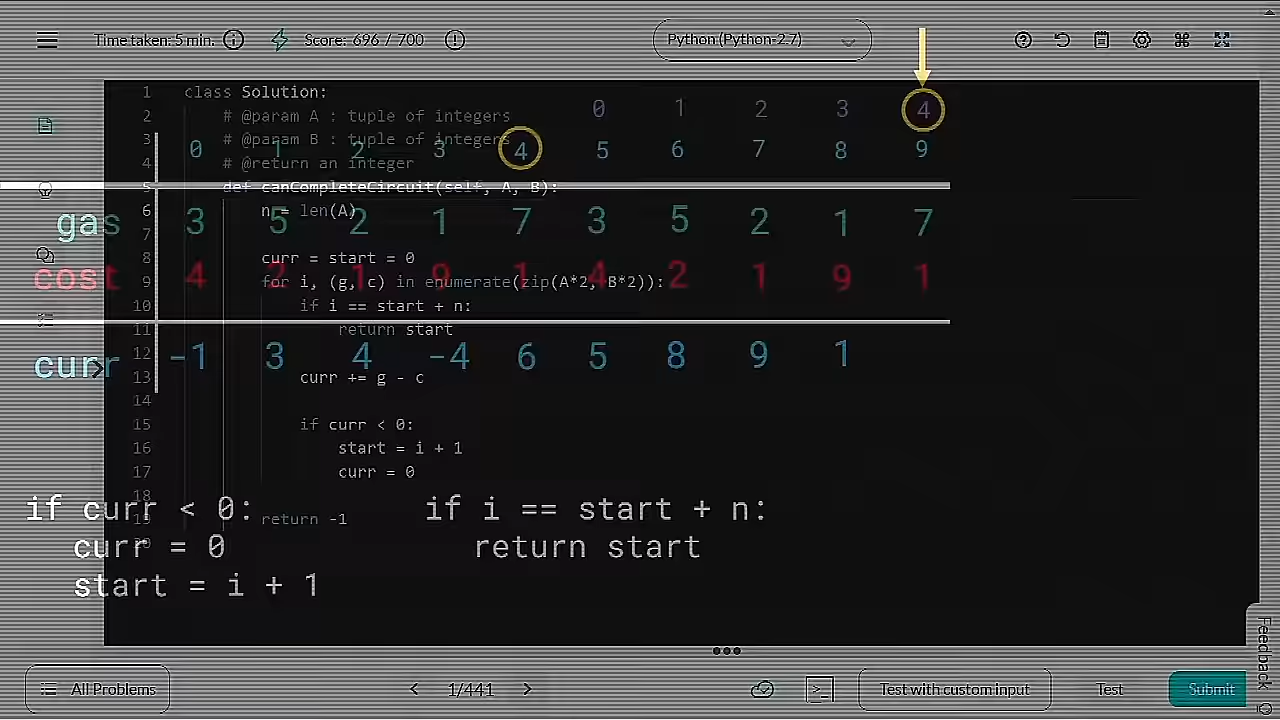 Time taken: 5 min. Score: 696 / 700 Python (Python-2.7)
1 class Solution:
2 # @param A : tuple of integers
3 # @param B : tuple of integers
4 # @return an integer
5 def canCompleteCircuit(self, A, B):
6 n = len(A)
7
8 curr = start = 0
9 for i, (g, c) in enumerate(zip(A*2, B*2)):
10 if i == start + n:
11 return start
12
13 curr += g - c
14
15 if curr < 0:
16 start = i + 1
17 curr = 0
18
19 return -1
20
0 1 2 3 4
0 1 2 3 4 5 6 7 8 9
gas 3 5 2 1 7 3 5 2 1 7
cost 4 2 1 9 1 4 2 1 9 1
curr -1 3 4 -4 6 5 8 9 1
if curr < 0:
curr = 0
start = i + 1
if i == start + n:
return start
Feedback
All Problems < 1/441 > Test with custom input Test Submit